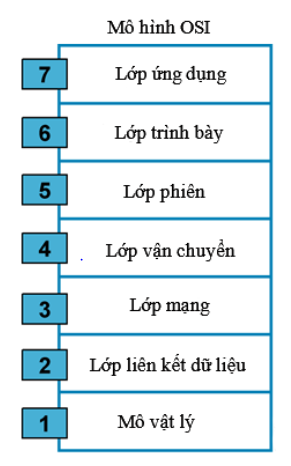 Mô hình OSI
7 Lớp ứng dụng
6 Lớp trình bày
5 Lớp phiên
4 Lớp vận chuyển
3 Lớp mạng
2 Lớp liên kết dữ liệu
1 Mô vật lý